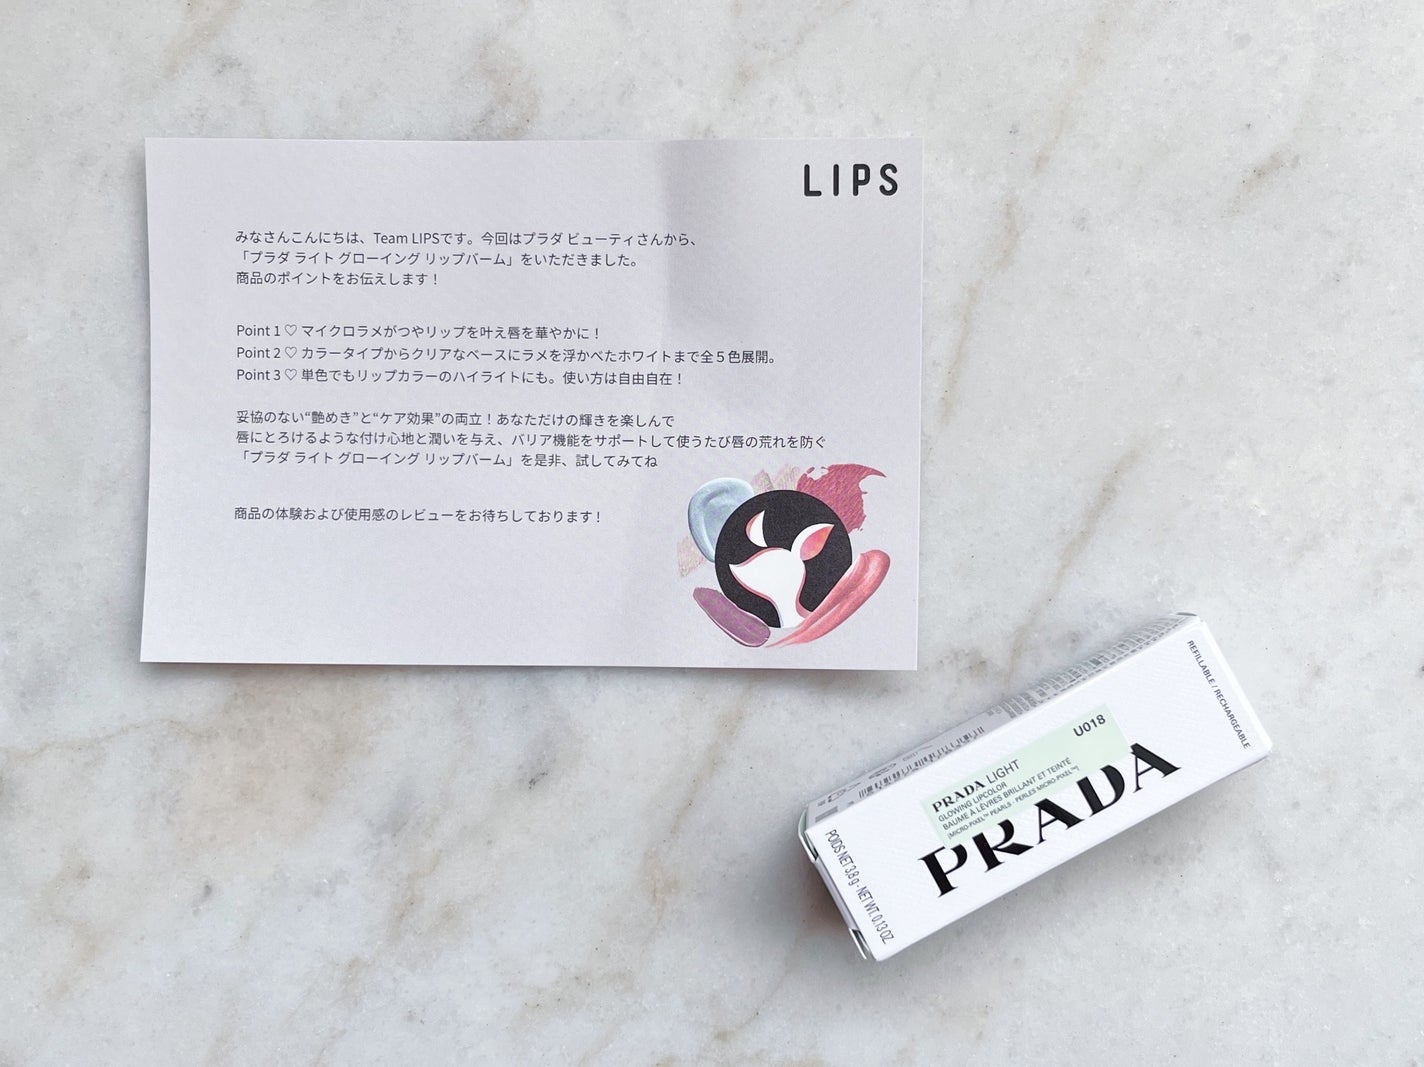 LIPS
みなさんこんにちは、Team LIPSです。今回はプラダ ビューティさんから、
「プラダ ライト グローイング リップバーム」をいただきました。
商品のポイントをお伝えします！
Point 1 ♡ マイクロラメがつやリップを叶え唇を華やかに！
Point 2 ♡ カラータイプからクリアなベースにラメを浮かべたホワイトまで全５色展開。
Point 3 ♡ 単色でもリップカラーのハイライトにも。使い方は自由自在！
妥協のない“艶めき”と“ケア効果”の両立！あなただけの輝きを楽しんで
唇にとろけるような付け心地と潤いを与え、バリア機能をサポートして使うたび唇の荒れを防ぐ
「プラダ ライト グローイング リップバーム」を是非、試してみてね
商品の体験および使用感のレビューをお待ちしております！
REFILLABLE / RECHARGEABLE
U018
PRADA LIGHT
GLOWING LIPCOLOR
BAUME À LÈVRES BRILLANT ET TEINTÉ
[MICRO-PIXEL™ PEARLS - PERLES MICRO-PIXEL™]
PRADA
POIDS NET 3,8 g - NET WT. 0.13 OZ.